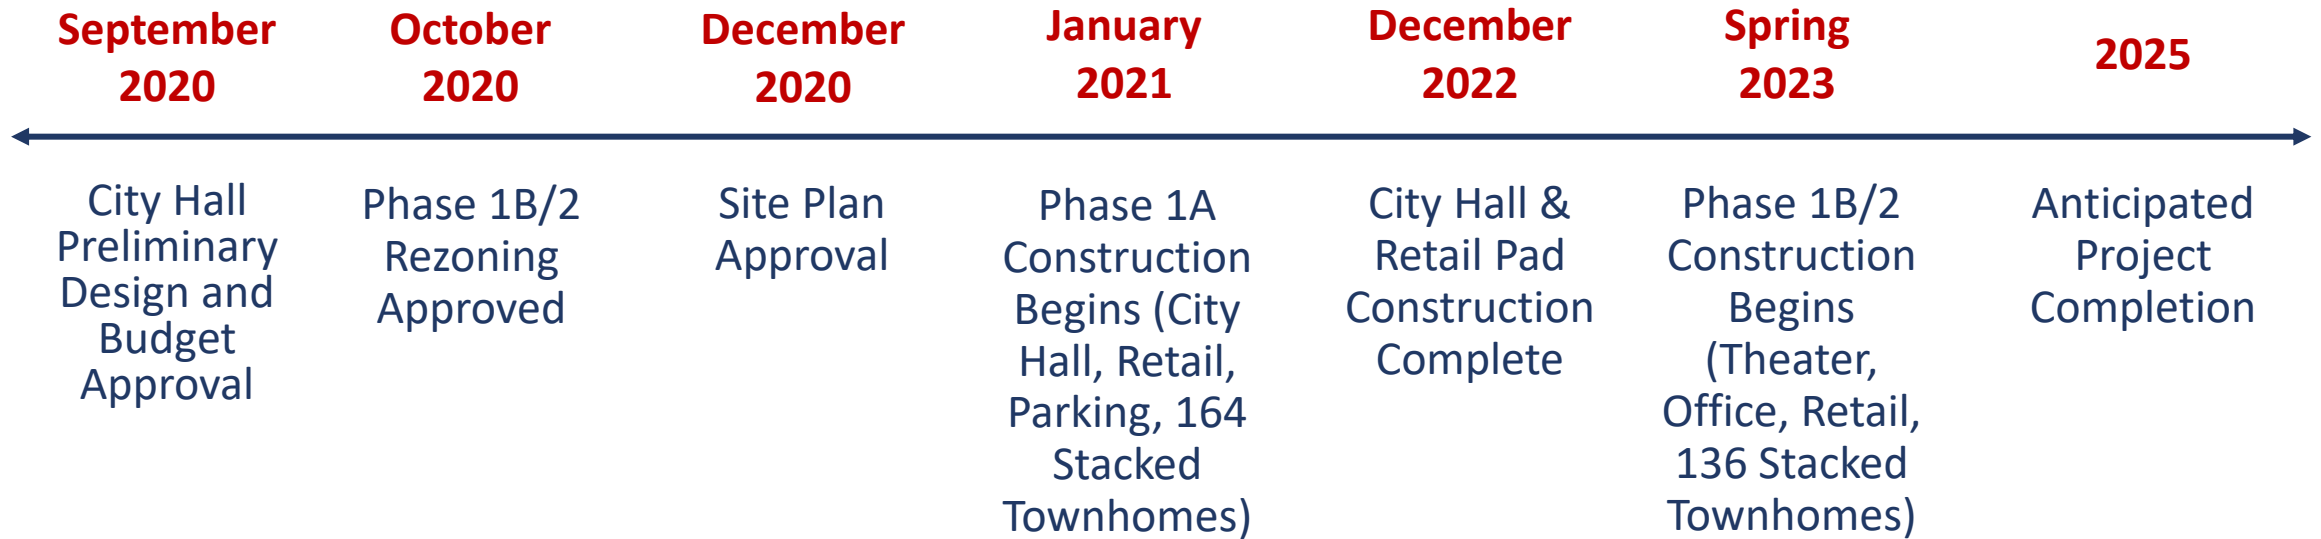 September
2020
October
2020
December
2020
January
2021
December
2022
Spring
2023
2025
City Hall
Preliminary
Design and
Budget
Approval
Phase 1B/2
Rezoning
Approved
Site Plan
Approval
Phase 1A
Construction
Begins (City
Hall, Retail,
Parking, 164
Stacked
Townhomes)
City Hall &
Retail Pad
Construction
Complete
Phase 1B/2
Construction
Begins
(Theater,
Office, Retail,
136 Stacked
Townhomes)
Anticipated
Project
Completion